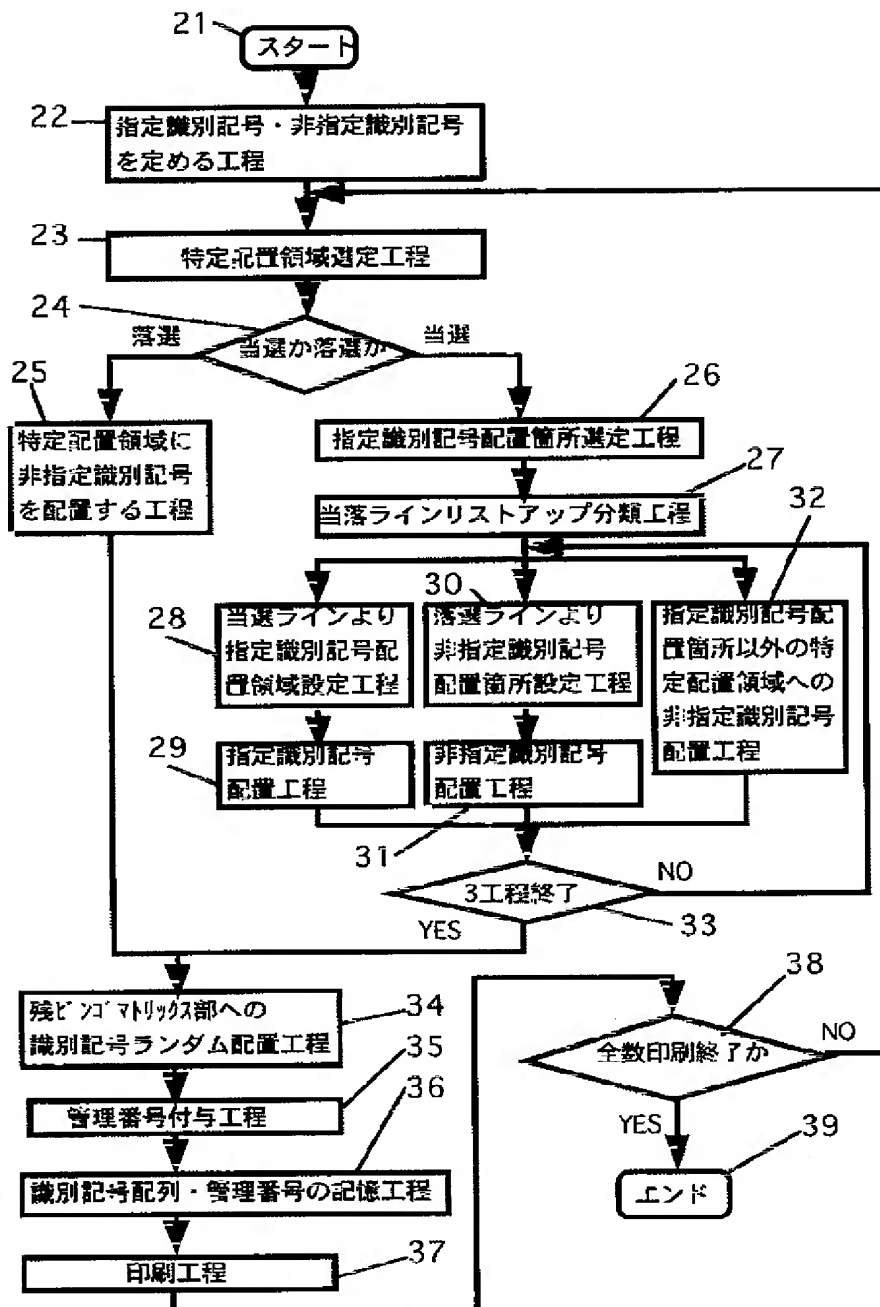 21
スタート
22
指定識別記号・非指定識別記号
を定める工程
23
特定配置領域選定工程
24
当選か落選か
落選
当選
25
特定配置領域に
非指定識別記号
を配置する工程
26
指定識別記号配置箇所選定工程
27
当落ラインリストアップ分類工程
28
当選ラインより
指定識別記号配
置領域設定工程
30
落選ラインより
非指定識別記号
配置箇所設定工程
32
指定識別記号配
置箇所以外の特
定配置領域への
非指定識別記号
配置工程
29
指定識別記号
配置工程
非指定識別記号
配置工程
31
3工程終了
NO
YES
33
残ビンゴマトリックス部への
識別記号ランダム配置工程
34
管理番号付与工程
35
識別記号配列・管理番号の記憶工程
36
印刷工程
37
38
全数印刷終了か
NO
YES
39
エンド